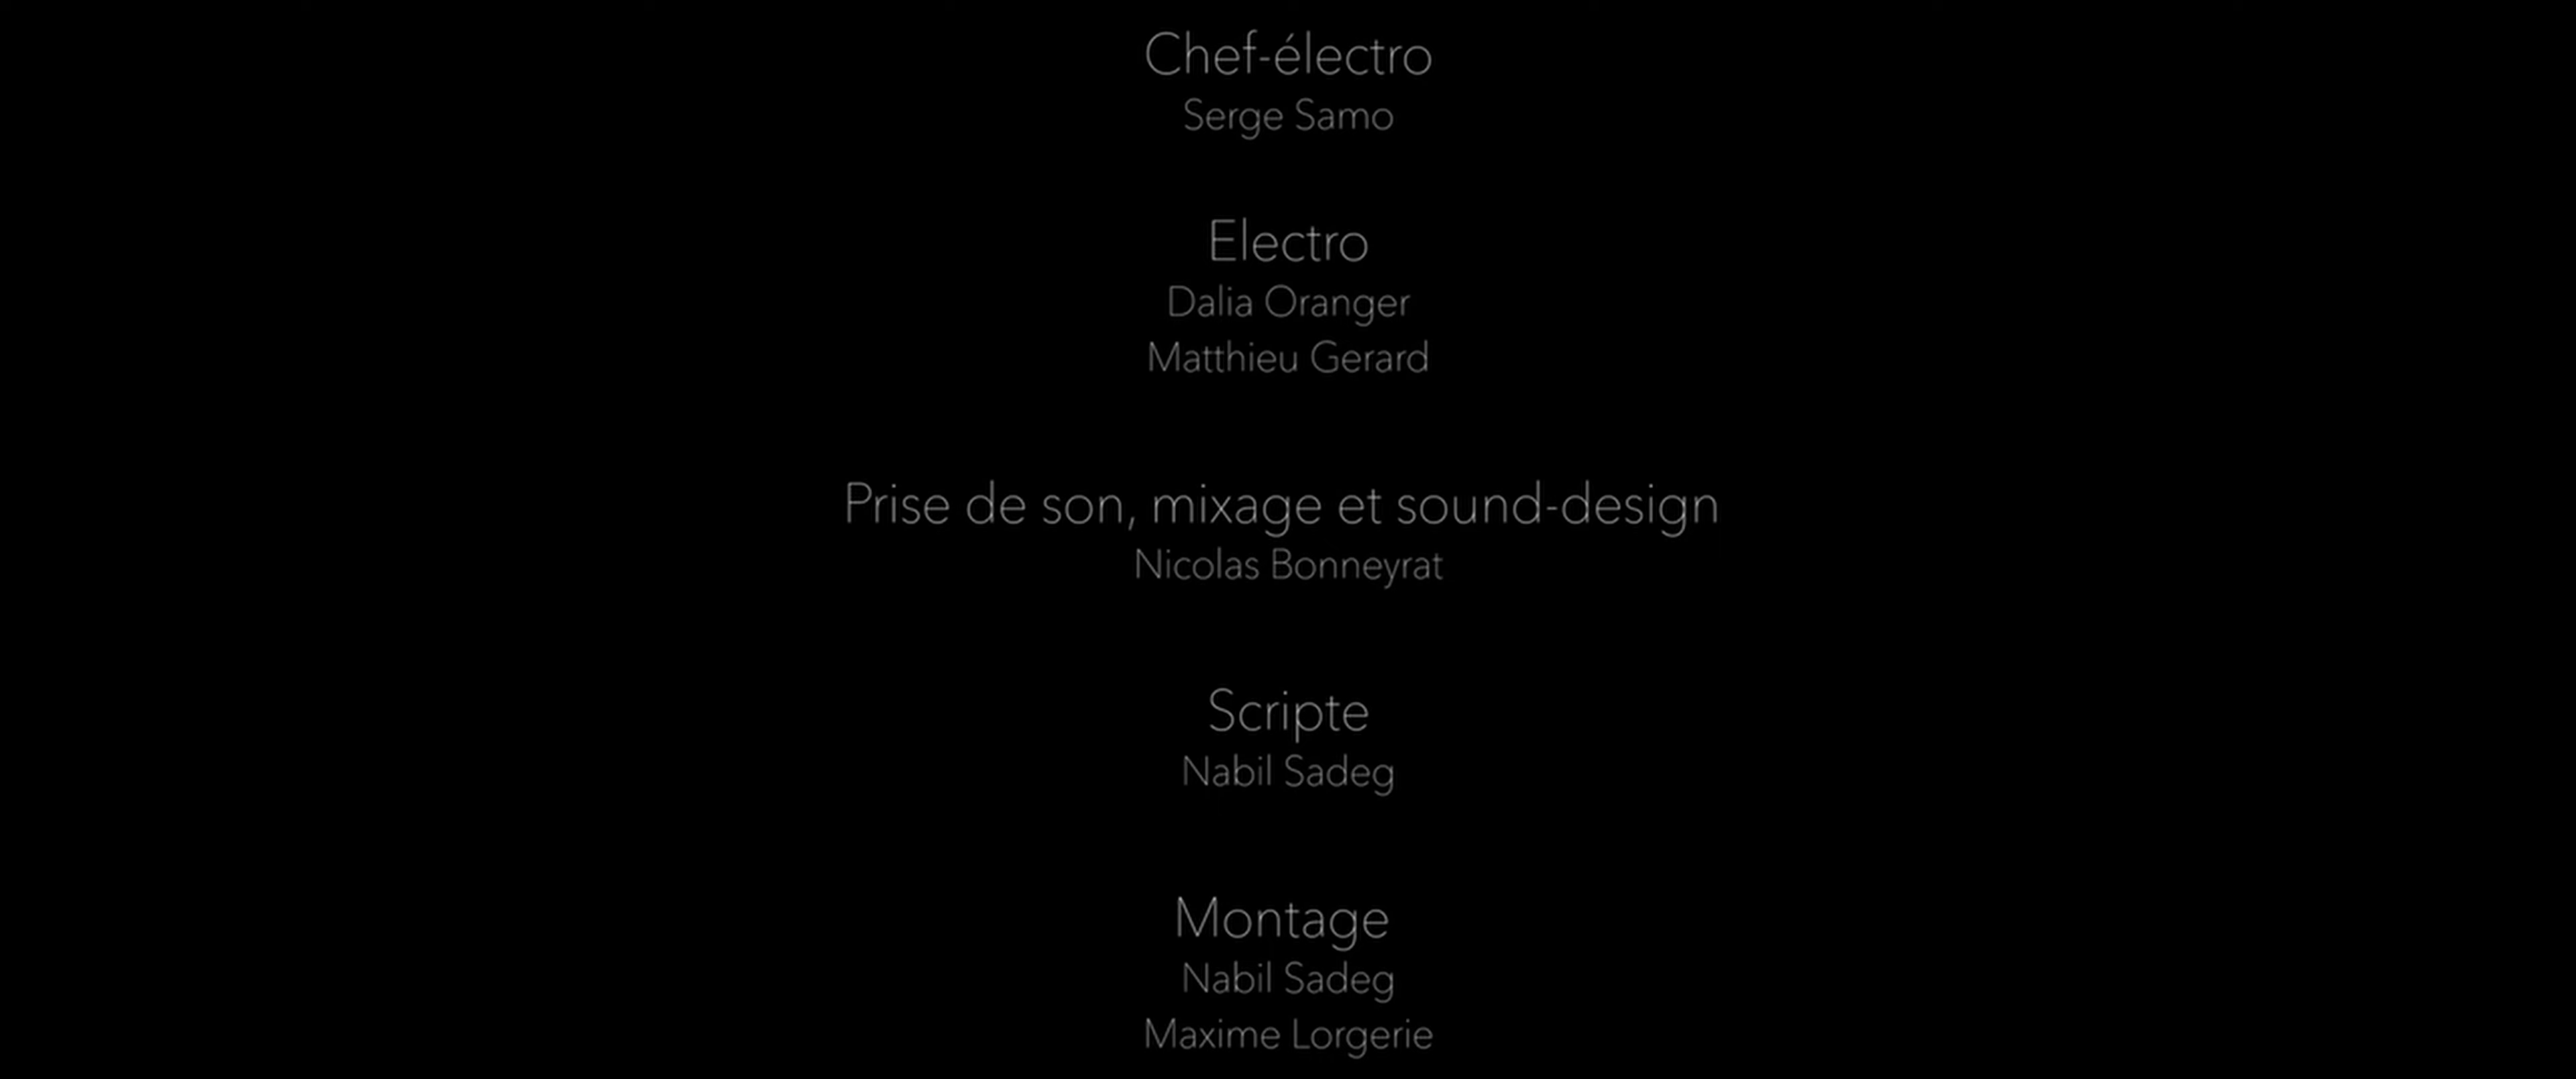 Chef-électro
Serge Samo
Electro
Dalia Oranger
Matthieu Gerard
Prise de son, mixage et sound-design
Nicolas Bonneyrat
Scripte
Nabil Sadeg
Montage
Nabil Sadeg
Maxime Lorgerie